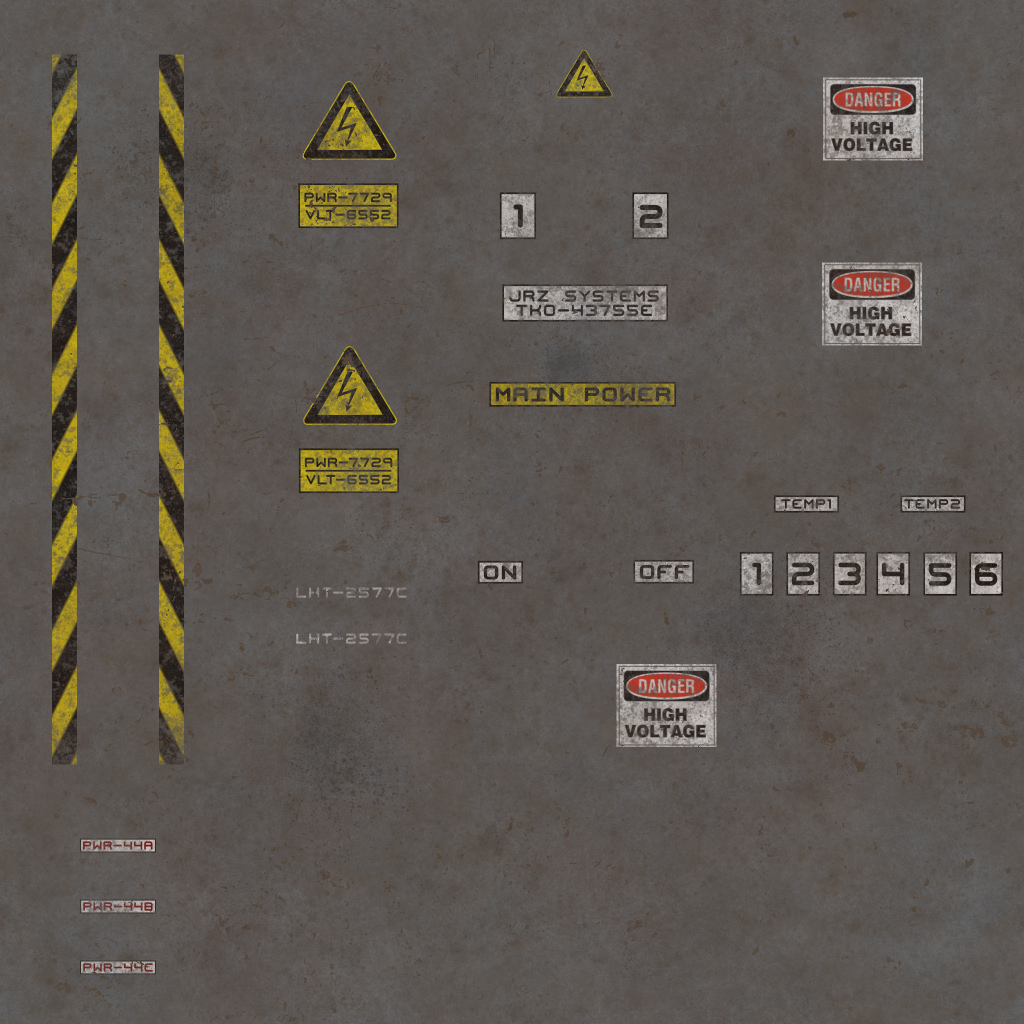 DANGER
HIGH
VOLTAGE
PWR-7729
VLT-6552
1
2
JRZ SYSTEMS
TKO-43755E
DANGER
HIGH
VOLTAGE
MAIN POWER
PWR-7729
VLT-6552
TEMP1
TEMP2
ON
OFF
1 2 3 4 5 6
LHT-2577C
LHT-2577C
DANGER
HIGH
VOLTAGE
PWR-44A
PWR-44B
PWR-44C